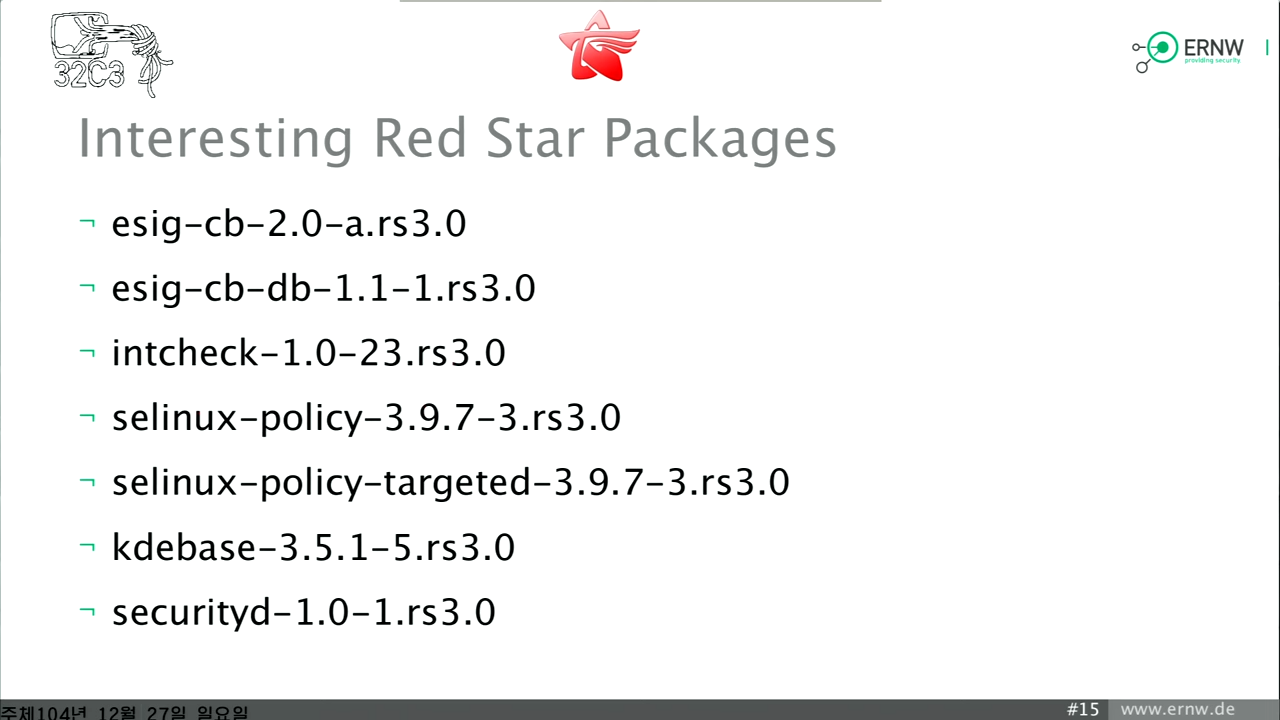 32C3
ERNW
providing security.
Interesting Red Star Packages
¬ esig-cb-2.0-a.rs3.0
¬ esig-cb-db-1.1-1.rs3.0
¬ intcheck-1.0-23.rs3.0
¬ selinux-policy-3.9.7-3.rs3.0
¬ selinux-policy-targeted-3.9.7-3.rs3.0
¬ kdebase-3.5.1-5.rs3.0
¬ securityd-1.0-1.rs3.0
주체104년 12월 27일 일요일
#15 www.ernw.de